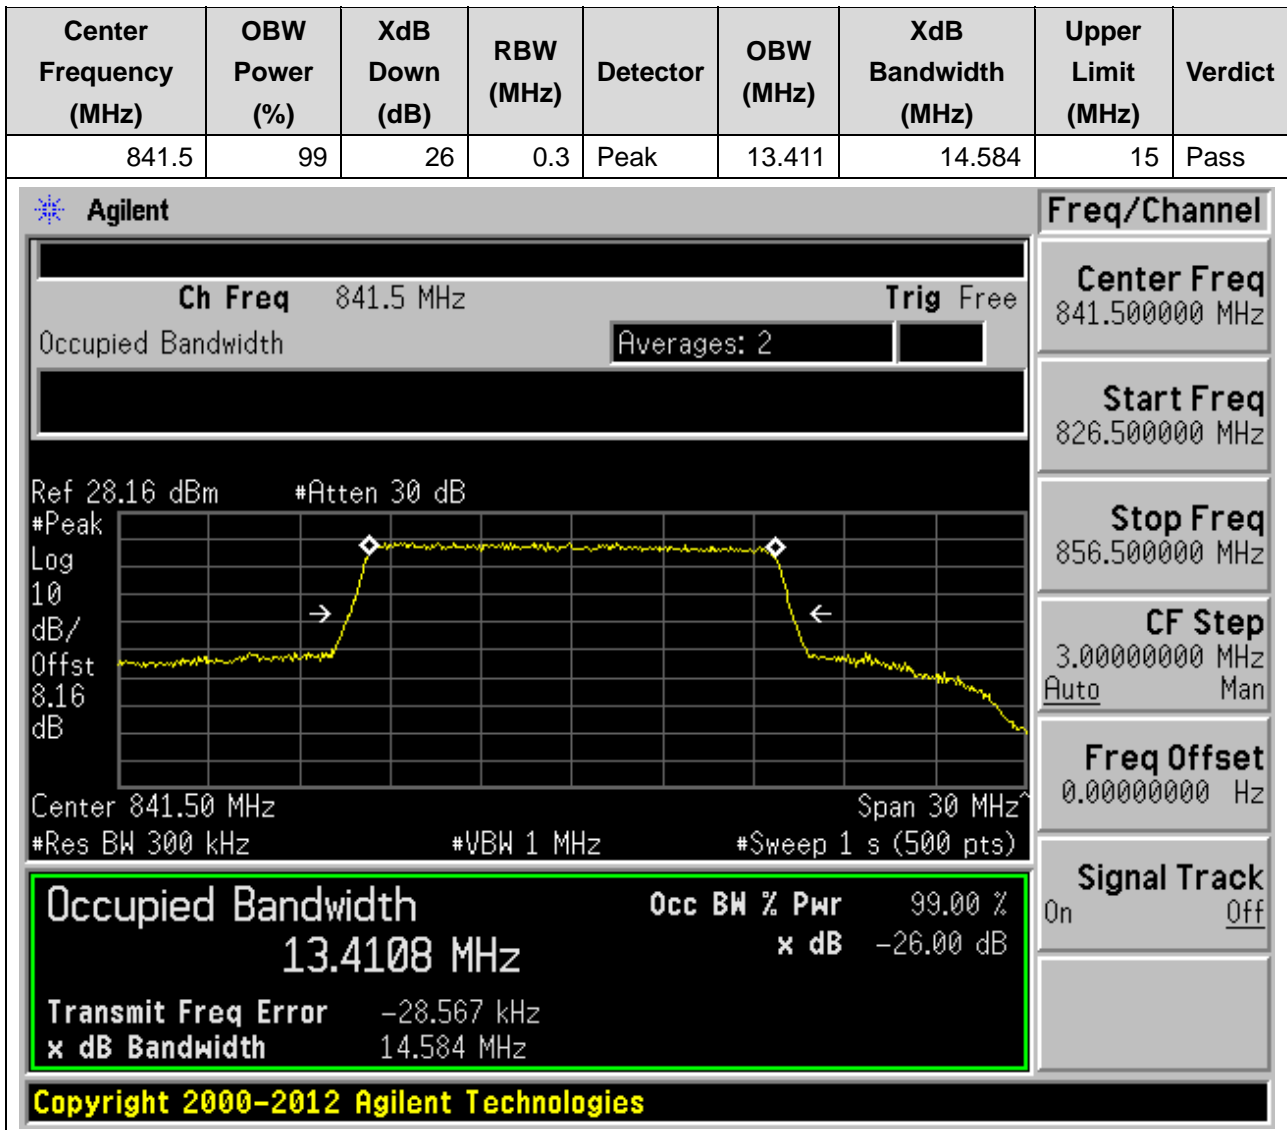 Center Frequency (MHz) OBW Power (%) XdB Down (dB) RBW (MHz) Detector OBW (MHz) XdB Bandwidth (MHz) Upper Limit (MHz) Verdict
841.5 99 26 0.3 Peak 13.411 14.584 15 Pass
Agilent
Ch Freq 841.5 MHz Trig Free
Occupied Bandwidth Averages: 2
Ref 28.16 dBm #Atten 30 dB
#Peak
Log
10
dB/
Offst
8.16
dB
Center 841.50 MHz Span 30 MHz^
#Res BW 300 kHz #VBW 1 MHz #Sweep 1 s (500 pts)
Occupied Bandwidth Occ BW % Pwr 99.00 %
13.4108 MHz x dB -26.00 dB
Transmit Freq Error -28.567 kHz
x dB Bandwidth 14.584 MHz
Freq/Channel
Center Freq
841.500000 MHz
Start Freq
826.500000 MHz
Stop Freq
856.500000 MHz
CF Step
3.00000000 MHz
Auto Man
Freq Offset
0.00000000 Hz
Signal Track
On Off
Copyright 2000-2012 Agilent Technologies